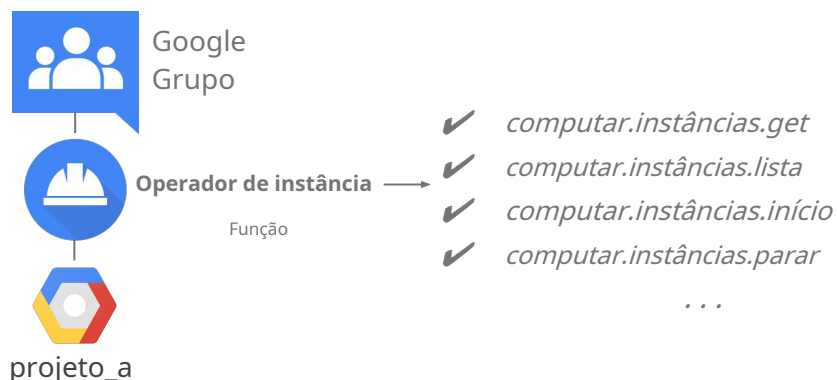 Google
Grupo
Operador de instância
Função
✔ computar.instâncias.get
✔ computar.instâncias.lista
✔ computar.instâncias.início
✔ computar.instâncias.parar
. . .
projeto_a